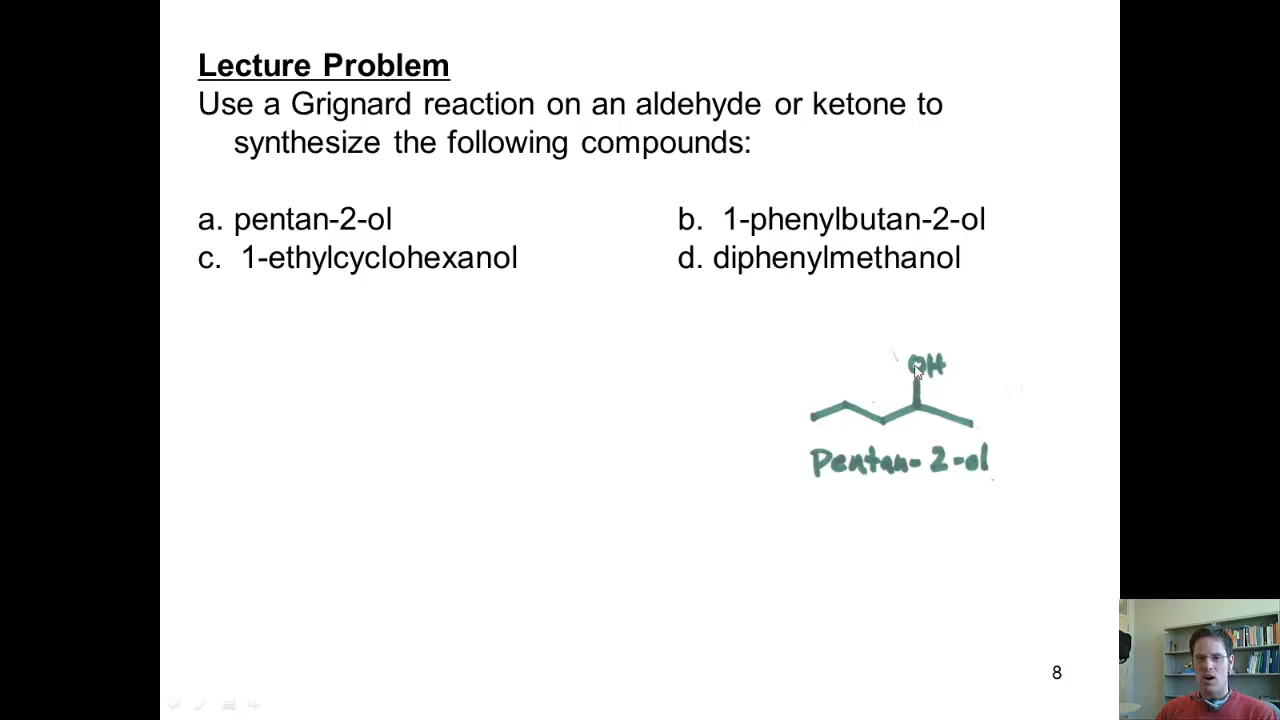 Lecture Problem
Use a Grignard reaction on an aldehyde or ketone to
synthesize the following compounds:
a. pentan-2-ol
b. 1-phenylbutan-2-ol
c. 1-ethylcyclohexanol
d. diphenylmethanol
OH
Pentan-2-ol
8